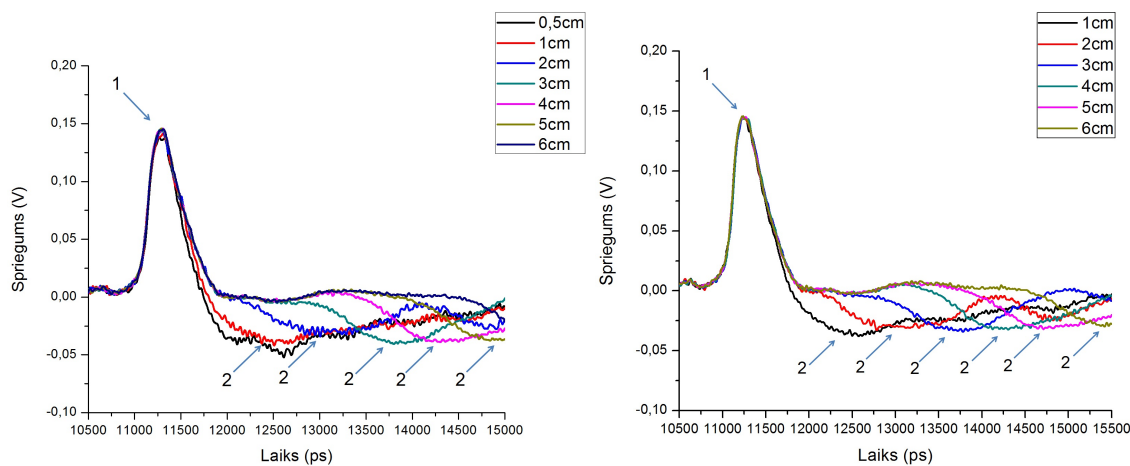 0,5cm
1cm
2cm
3cm
4cm
5cm
6cm
0,20
0,15
0,10
0,05
0,00
-0,05
-0,10
Spriegums (V)
1
2 2 2 2 2
10500 11000 11500 12000 12500 13000 13500 14000 14500 15000
Laiks (ps)
1cm
2cm
3cm
4cm
5cm
6cm
0,20
0,15
0,10
0,05
0,00
-0,05
-0,10
Spriegums (V)
1
2 2 2 2 2 2
10500 11000 11500 12000 12500 13000 13500 14000 14500 15000 15500
Laiks (ps)